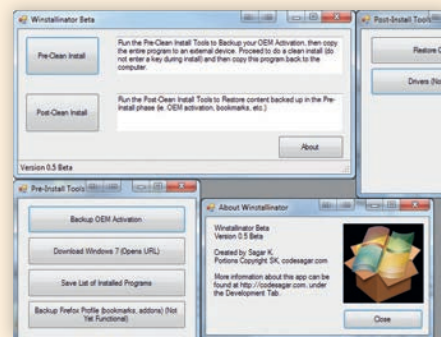 Winstallinator Beta
Pre-Clean Install
Run the Pre-Clean Install Tools to Backup your OEM Activation, then copy
the entire program to an external device. Proceed to do a clean install (do
not enter a key during install) and then copy this program back to the
computer.
Post-Clean Install
Run the Post-Clean Install Tools to Restore content backed up in the Pre-
Install phase (ie. OEM activation, bookmarks, etc.)
About
Version 0.5 Beta
Post-Install Tools
Restore
Drivers (No
Pre-Install Tools
Backup OEM Activation
Download Windows 7 (Opens URL)
Save List of Installed Programs
Backup Firefox Profile (bookmarks, addons) (Not
Yet Functional)
About Winstallinator
Winstallinator Beta
Version 0.5 Beta
Created by Sagar K.
Portions Copyright SK, codesagar.com
More information about this app can be
found at http://codesagar.com, under
the Development Tab.
Close